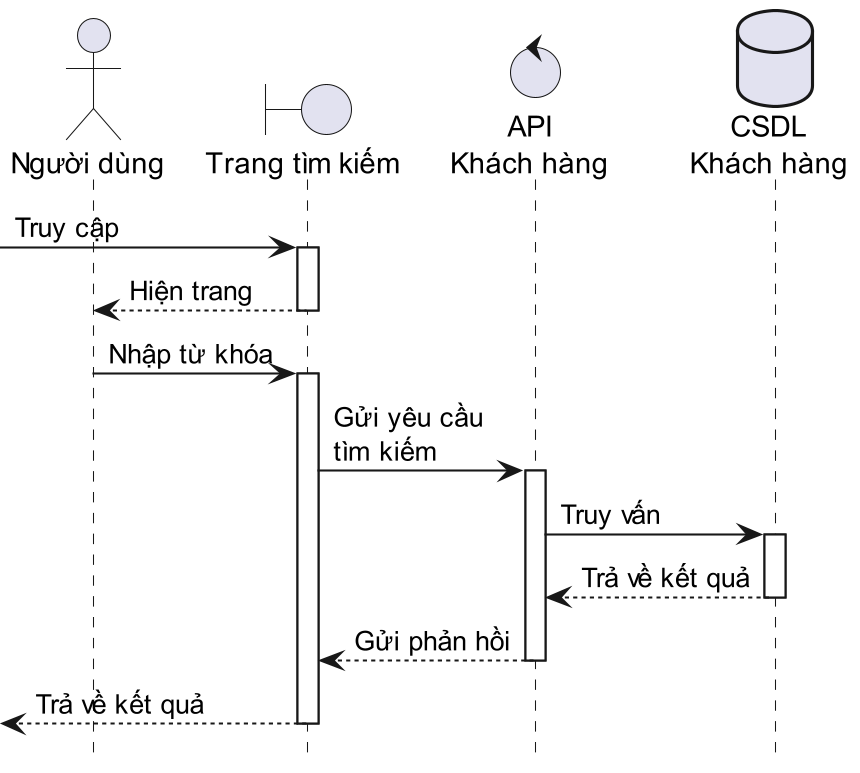 API
CSDL
Người dùng
Trang tìm kiếm
Khách hàng
Khách hàng
Truy cập
Hiện trang
Nhập từ khóa
Gửi yêu cầu
tìm kiếm
Truy vấn
Trả về kết quả
Gửi phản hồi
Trả về kết quả